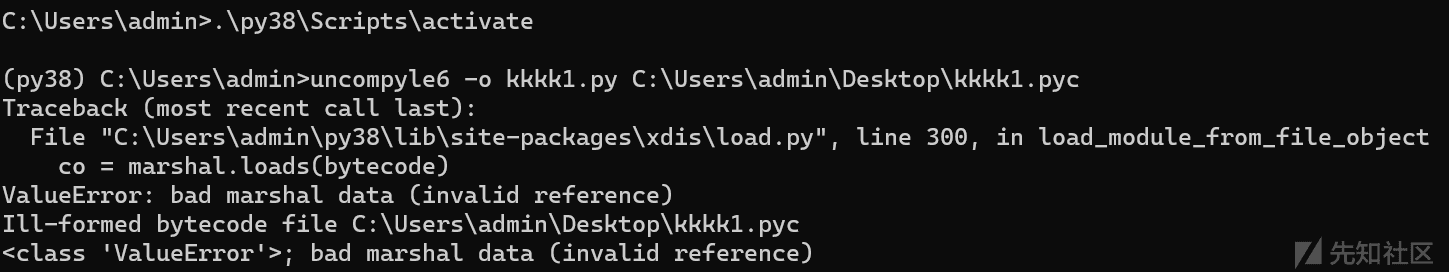 C:\Users\admin>.\py38\Scripts\activate
(py38) C:\Users\admin>uncompyle6 -o kkkk1.py C:\Users\admin\Desktop\kkkk1.pyc
Traceback (most recent call last):
  File "C:\Users\admin\py38\lib\site-packages\xdis\load.py", line 300, in load_module_from_file_object
    co = marshal.loads(bytecode)
ValueError: bad marshal data (invalid reference)
Ill-formed bytecode file C:\Users\admin\Desktop\kkkk1.pyc
<class 'ValueError'>; bad marshal data (invalid reference)
先知社区